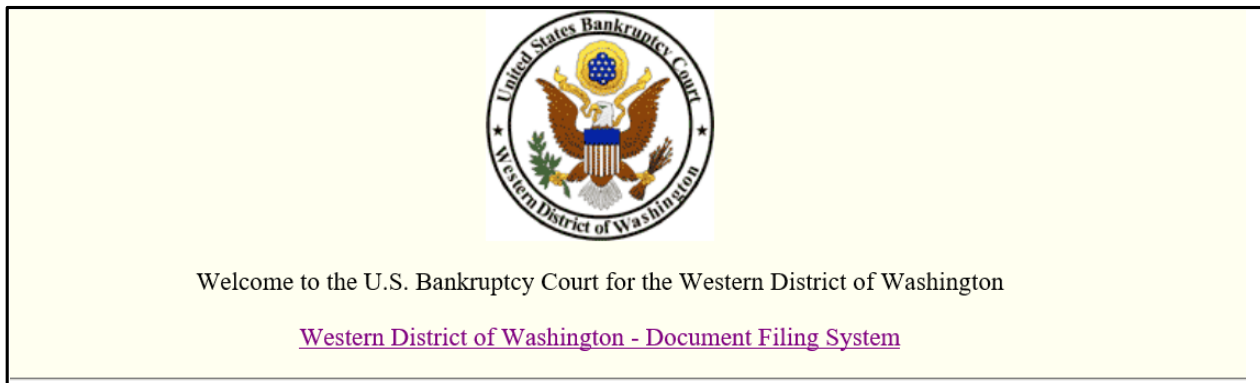 United States Bankruptcy Court
Western District of Washington
Welcome to the U.S. Bankruptcy Court for the Western District of Washington
Western District of Washington - Document Filing System